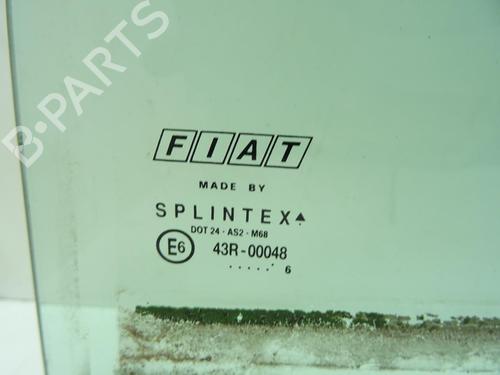 B-PARTS
FIAT
MADE BY
SPLINTEX
DOT 24 - AS2 - M68
E6 43R-00048
..... 6